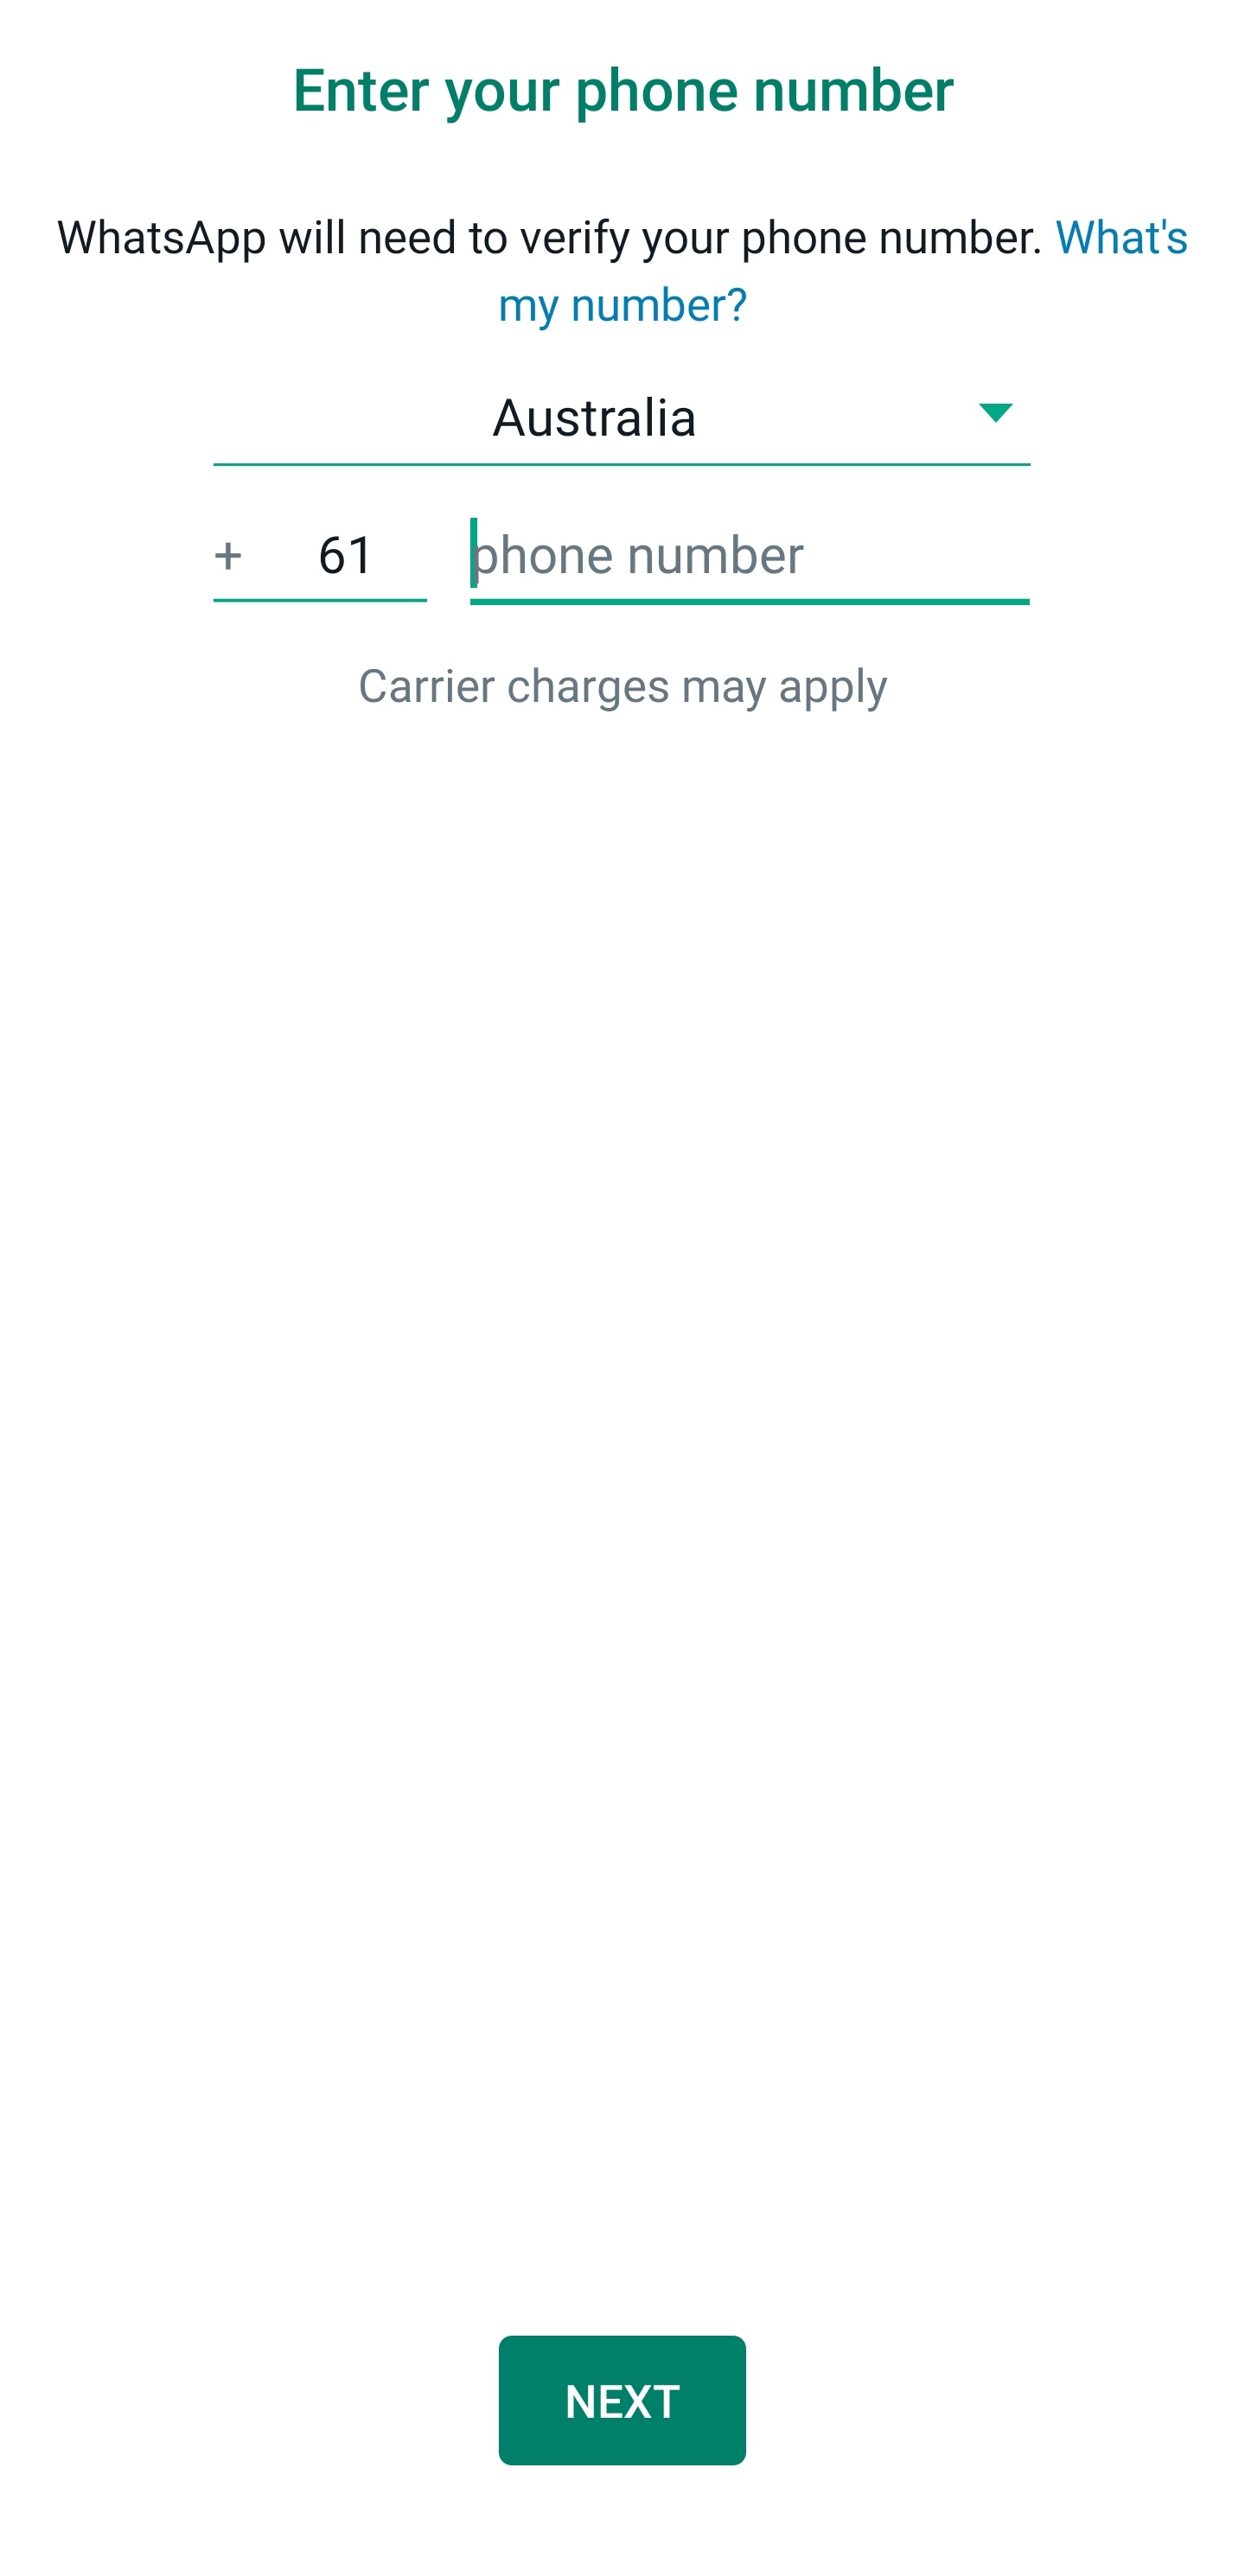 Enter your phone number
WhatsApp will need to verify your phone number. What's
my number?
Australia
+ 61 phone number
Carrier charges may apply
NEXT